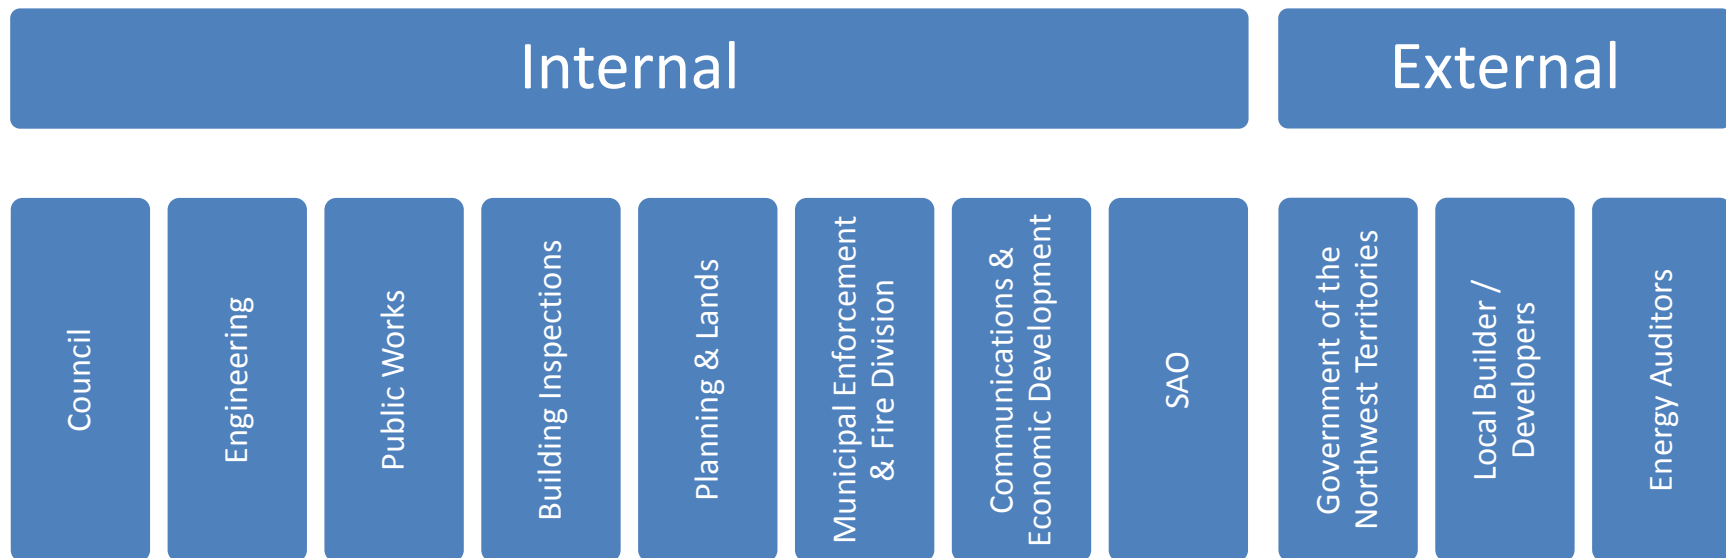 Internal
External
Council
Engineering
Public Works
Building Inspections
Planning & Lands
Municipal Enforcement
& Fire Division
Communications &
Economic Development
SAO
Government of the
Northwest Territories
Local Builder /
Developers
Energy Auditors